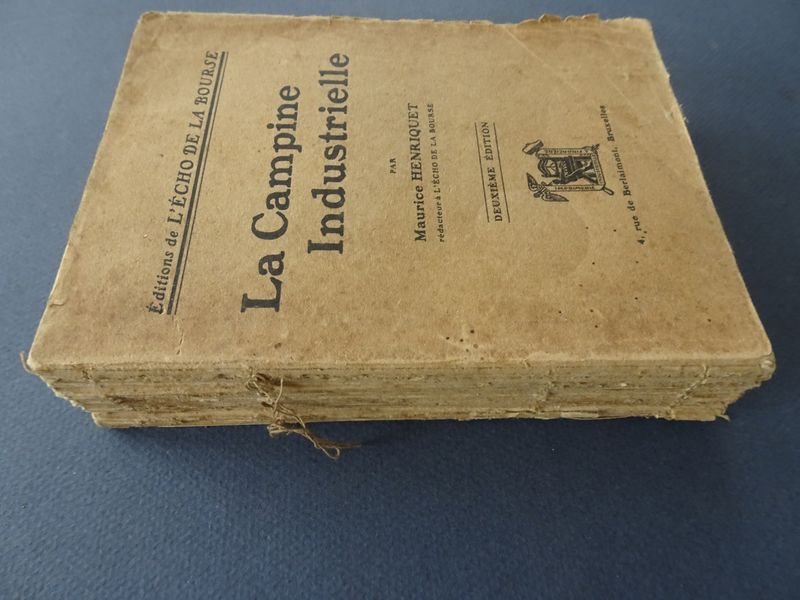 Éditions de L'ÉCHO DE LA BOURSE
La Campine
Industrielle
PAR
Maurice HENRIQUET
rédacteur à L'ÉCHO DE LA BOURSE
DEUXIÈME ÉDITION
4, rue de Berlaimont, Bruxelles